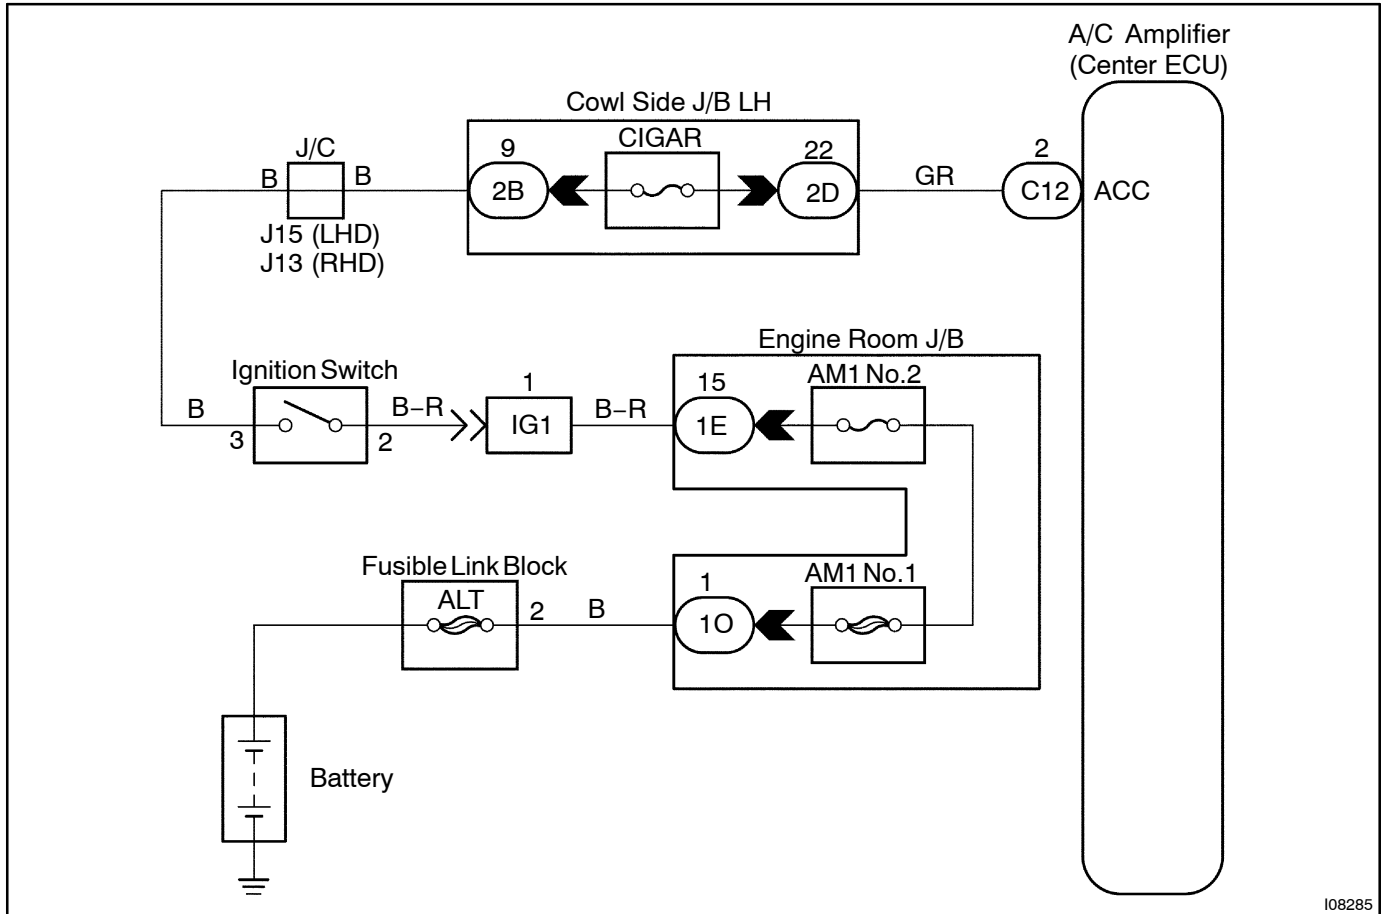 A/C Amplifier
(Center ECU)
Cowl Side J/B LH
J/C
9
CIGAR
22
2
B
B
2B
2D
GR
C12
ACC
J15 (LHD)
J13 (RHD)
Engine Room J/B
Ignition Switch
1
15
AM1 No.2
B
B–R
IG1
B–R
1E
3
2
Fusible Link Block
ALT
2
B
1
AM1 No.1
1O
Battery
I08285